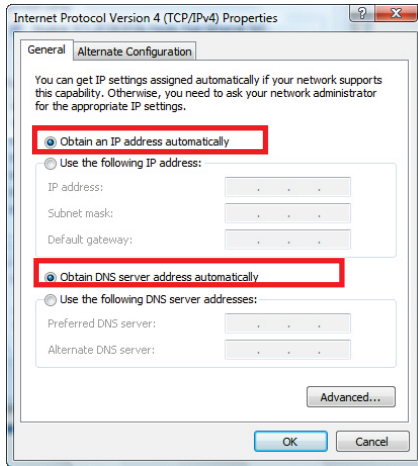 Internet Protocol Version 4 (TCP/IPv4) Properties
General
Alternate Configuration
You can get IP settings assigned automatically if your network supports
this capability. Otherwise, you need to ask your network administrator
for the appropriate IP settings.
Obtain an IP address automatically
Use the following IP address:
IP address:
Subnet mask:
Default gateway:
Obtain DNS server address automatically
Use the following DNS server addresses:
Preferred DNS server:
Alternate DNS server:
Advanced...
OK
Cancel